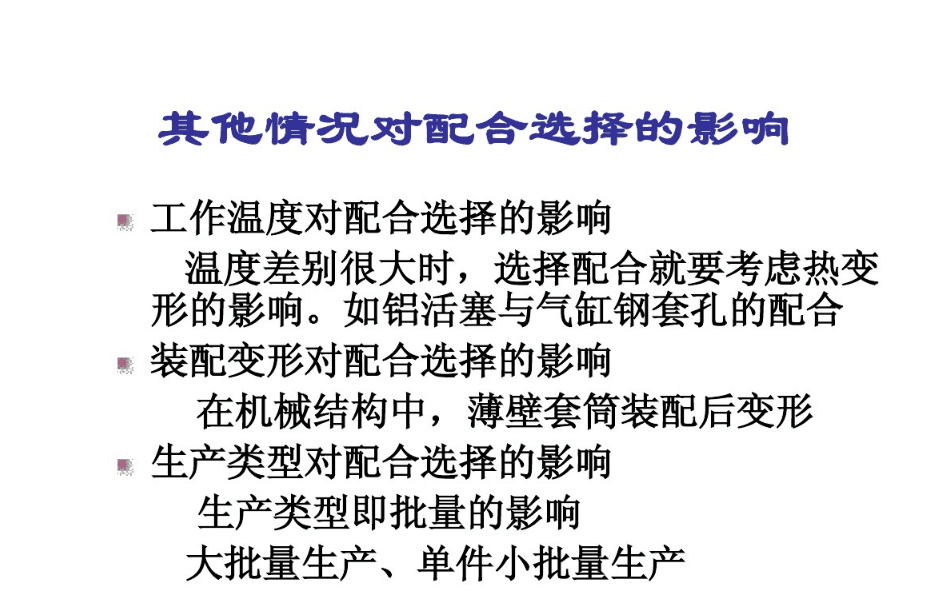 其他情况对配合选择的影响
工作温度对配合选择的影响
温度差别很大时，选择配合就要考虑热变
形的影响。如铝活塞与气缸钢套孔的配合
装配变形对配合选择的影响
在机械结构中，薄壁套筒装配后变形
生产类型对配合选择的影响
生产类型即批量的影响
大批量生产、单件小批量生产